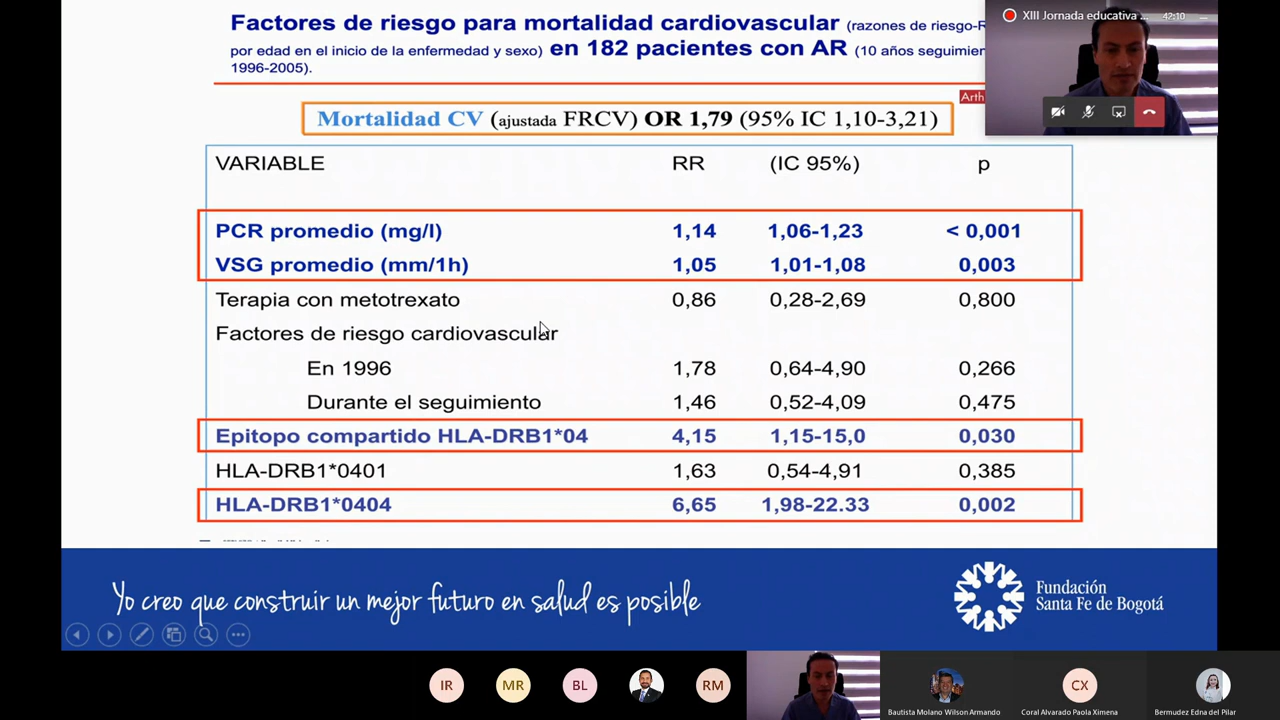 Factores de riesgo para mortalidad cardiovascular (razones de riesgo-R
por edad en el inicio de la enfermedad y sexo) en 182 pacientes con AR (10 años seguimien
1996-2005).
XIII Jornada educativa ... 42:10
Arth
Mortalidad CV (ajustada FRCV) OR 1,79 (95% IC 1,10-3,21)
VARIABLE RR (IC 95%) p
PCR promedio (mg/l) 1,14 1,06-1,23 < 0,001
VSG promedio (mm/1h) 1,05 1,01-1,08 0,003
Terapia con metotrexato 0,86 0,28-2,69 0,800
Factores de riesgo cardiovascular
En 1996 1,78 0,64-4,90 0,266
Durante el seguimiento 1,46 0,52-4,09 0,475
Epitopo compartido HLA-DRB1*04 4,15 1,15-15,0 0,030
HLA-DRB1*0401 1,63 0,54-4,91 0,385
HLA-DRB1*0404 6,65 1,98-22.33 0,002
Yo creo que construir un mejor futuro en salud es posible
Fundación
Santa Fe de Bogotá
IR
MR
BL
RM
Bautista Molano Wilson Armando
CX
Coral Alvarado Paola Ximena
Bermudez Edna del Pilar